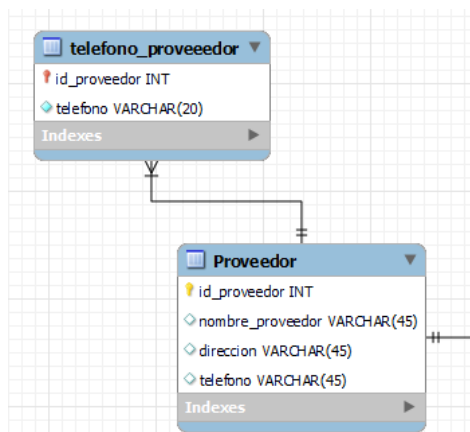 telefono_proveeedor
id_proveedor INT
telefono VARCHAR(20)
Indexes
Proveedor
id_proveedor INT
nombre_proveedor VARCHAR(45)
direccion VARCHAR(45)
telefono VARCHAR(45)
Indexes